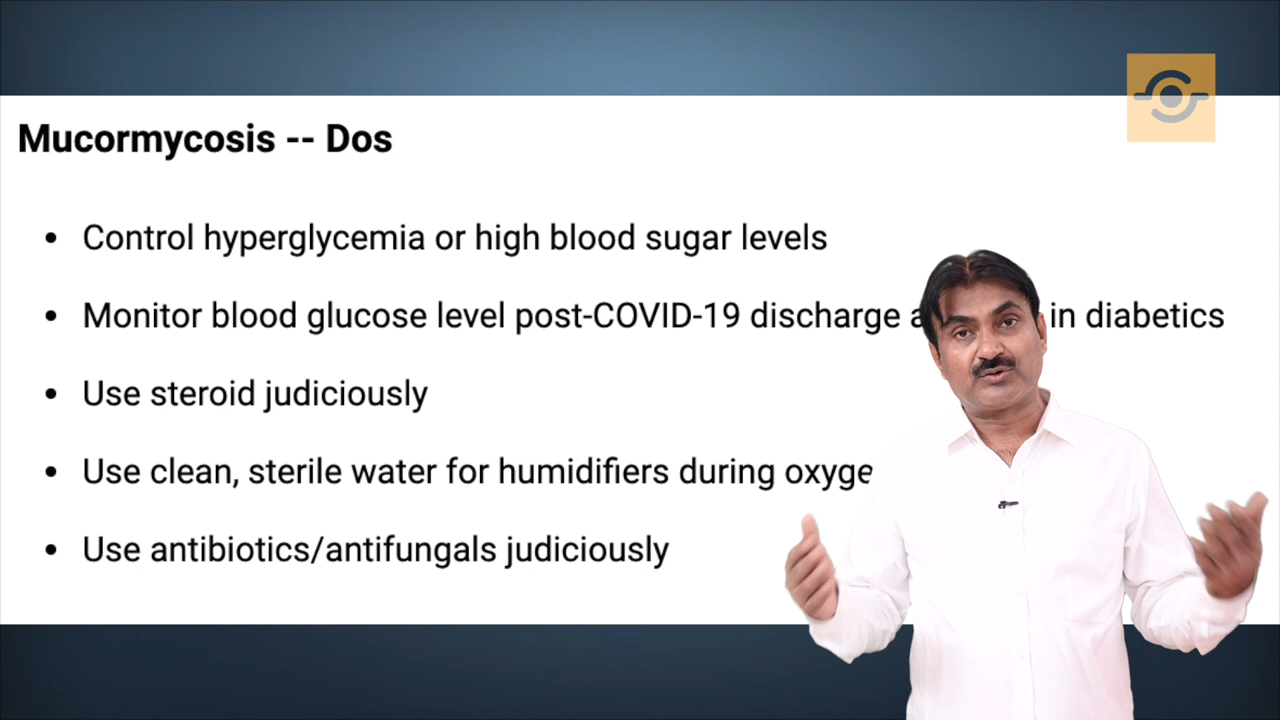 Mucormycosis -- Dos
• Control hyperglycemia or high blood sugar levels
• Monitor blood glucose level post-COVID-19 discharge in diabetics
• Use steroid judiciously
• Use clean, sterile water for humidifiers during
• Use antibiotics/antifungals judiciously